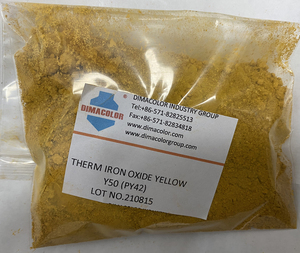 DIMACOLOR INDUSTRY GROUP
Tel:+86-571-82825513
Fax:+86-571-82834818
www.dimacolor.com
www.dimacolorgroup.com
DIMACOLOR
THERM IRON OXIDE YELLOW
Y50 (PY42)
LOT NO.210815